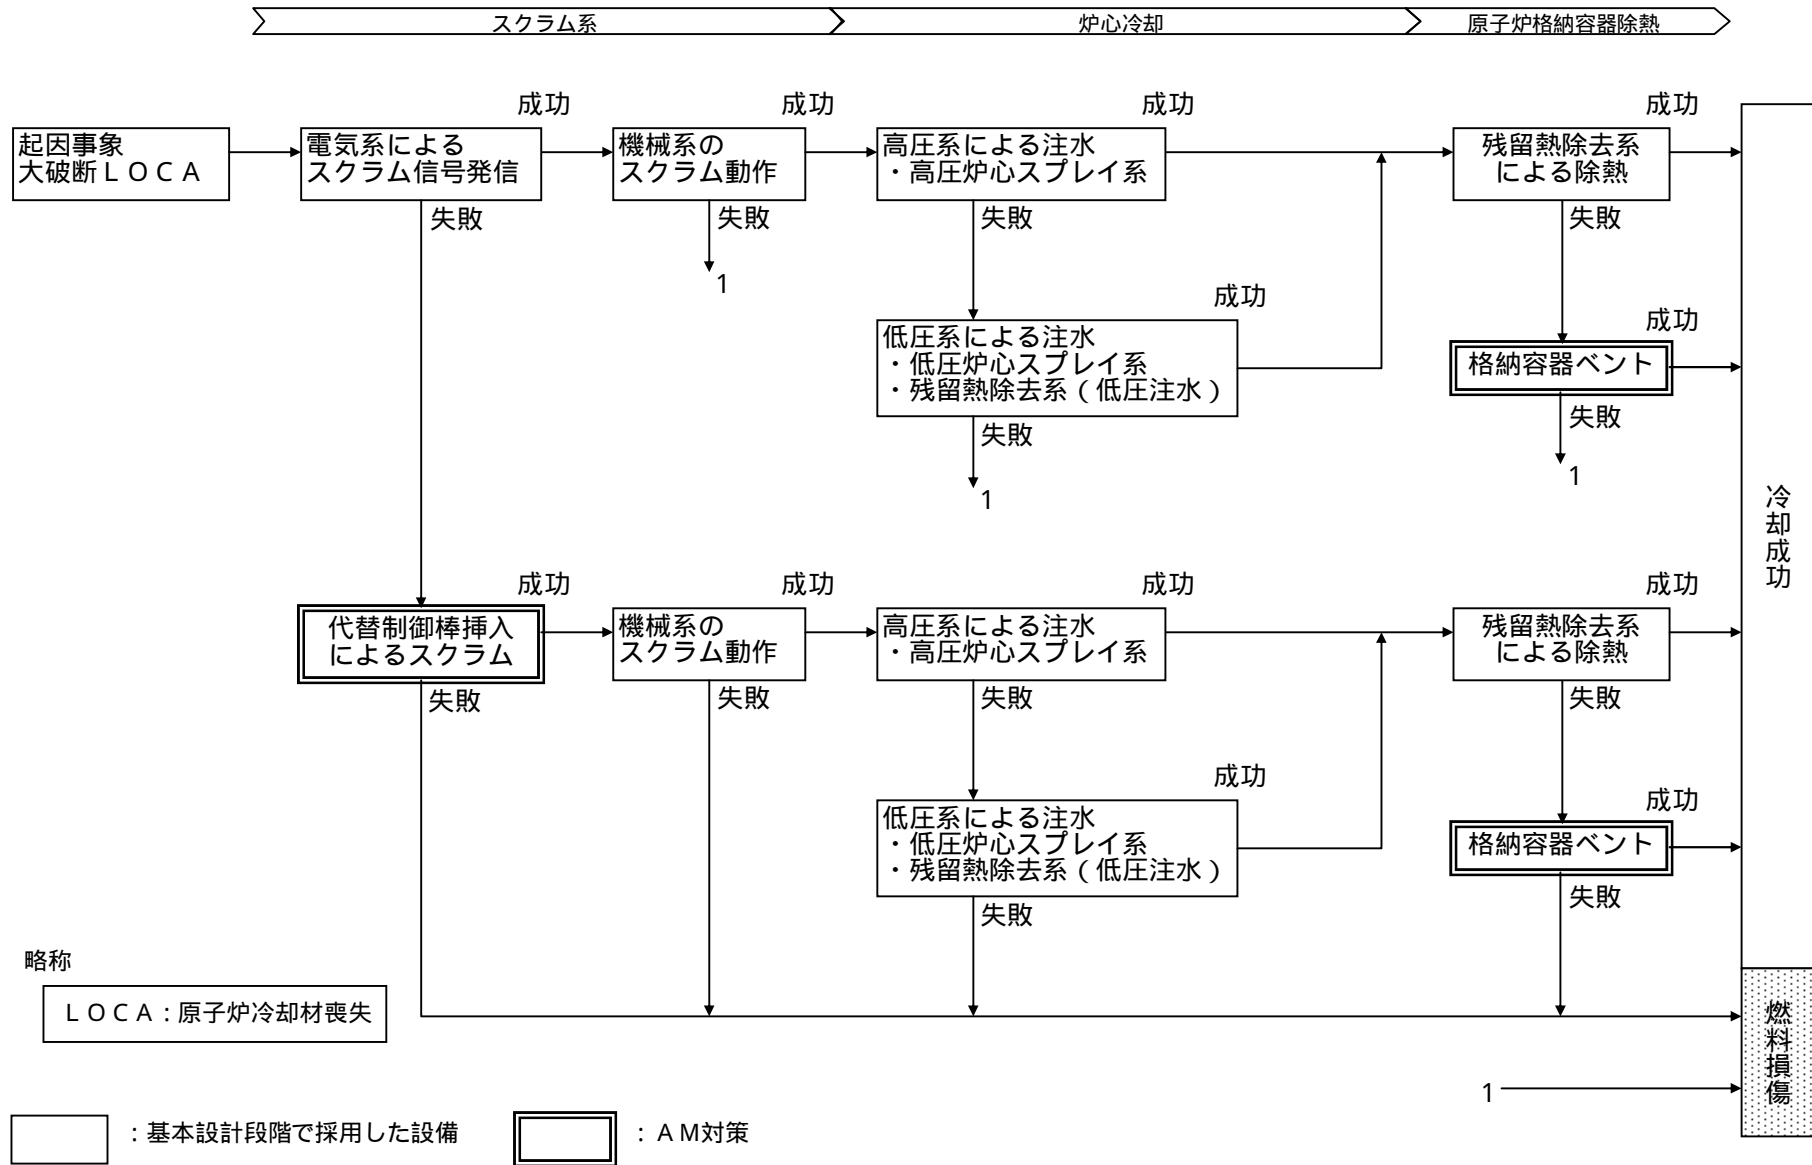 スクラム系
炉心冷却
原子炉格納容器除熱
起因事象
大破断ＬＯＣＡ
電気系による
スクラム信号発信
成功
失敗
機械系の
スクラム動作
成功
失敗
1
高圧系による注水
・高圧炉心スプレイ系
成功
失敗
低圧系による注水
・低圧炉心スプレイ系
・残留熱除去系（低圧注水）
成功
失敗
1
残留熱除去系
による除熱
成功
失敗
格納容器ベント
成功
失敗
1
代替制御棒挿入
によるスクラム
成功
失敗
機械系の
スクラム動作
成功
失敗
高圧系による注水
・高圧炉心スプレイ系
成功
失敗
低圧系による注水
・低圧炉心スプレイ系
・残留熱除去系（低圧注水）
成功
失敗
残留熱除去系
による除熱
成功
失敗
格納容器ベント
成功
失敗
冷却成功
燃料損傷
1
略称
ＬＯＣＡ：原子炉冷却材喪失
：基本設計段階で採用した設備
：ＡＭ対策